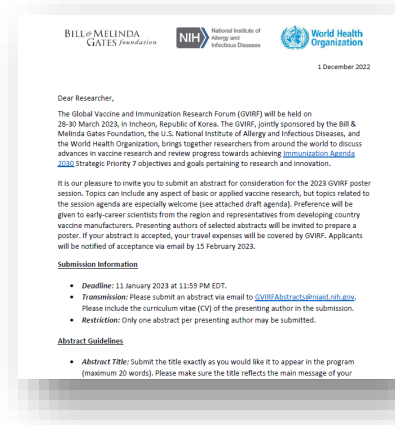 BILL & MELINDA
GATES foundation
NIH
National Institute of
Allergy and
Infectious Diseases
World Health
Organization
1 December 2022
Dear Researcher,
The Global Vaccine and Immunization Research Forum (GVIRF) will be held on
28-30 March 2023, in Incheon, Republic of Korea. The GVIRF, jointly sponsored by the Bill &
Melinda Gates Foundation, the U.S. National Institute of Allergy and Infectious Diseases, and
the World Health Organization, brings together researchers from around the world to discuss
advances in vaccine research and review progress towards achieving Immunization Agenda
2030 Strategic Priority 7 objectives and goals pertaining to research and innovation.
It is our pleasure to invite you to submit an abstract for consideration for the 2023 GVIRF poster
session. Topics can include any aspect of basic or applied vaccine research, but topics related to
the session agenda are especially welcome (see attached draft agenda). Preference will be
given to early-career scientists from the region and representatives from developing country
vaccine manufacturers. Presenting authors of selected abstracts will be invited to prepare a
poster. If your abstract is accepted, your travel expenses will be covered by GVIRF. Applicants
will be notified of acceptance via email by 15 February 2023.
Submission Information
• Deadline: 11 January 2023 at 11:59 PM EDT.
• Transmission: Please submit an abstract via email to GVIRFAbstracts@niaid.nih.gov.
Please include the curriculum vitae (CV) of the presenting author in the submission.
• Restriction: Only one abstract per presenting author may be submitted.
Abstract Guidelines
• Abstract Title: Submit the title exactly as you would like it to appear in the program
(maximum 20 words). Please make sure the title reflects the main message of your